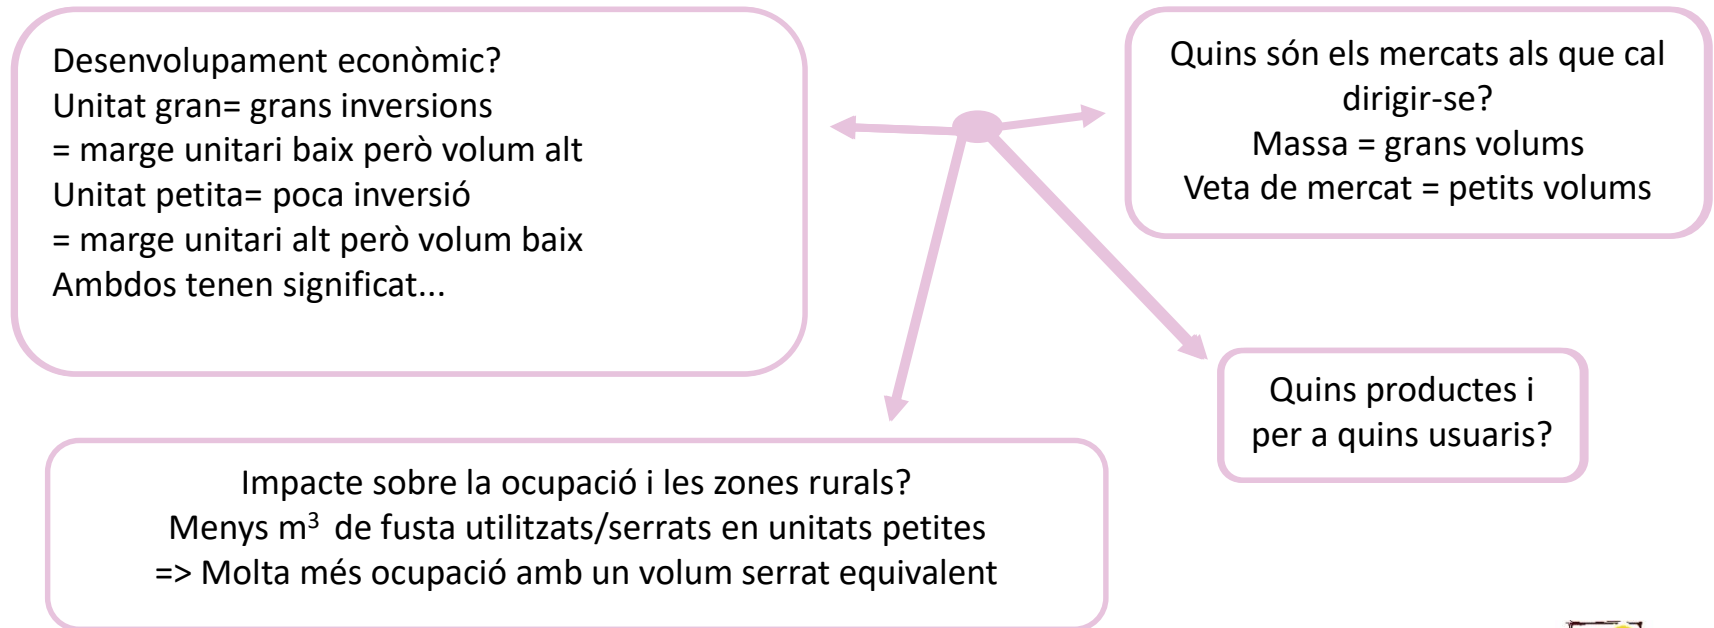 Desenvolupament econòmic?
Unitat gran= grans inversions
= marge unitari baix però volum alt
Unitat petita= poca inversió
= marge unitari alt però volum baix
Ambdos tenen significat...
Quins són els mercats als que cal
dirigir-se?
Massa = grans volums
Veta de mercat = petits volums
Quins productes i
per a quins usuaris?
Impacte sobre la ocupació i les zones rurals?
Menys m³ de fusta utilitzats/serrats en unitats petites
=> Molta més ocupació amb un volum serrat equivalent